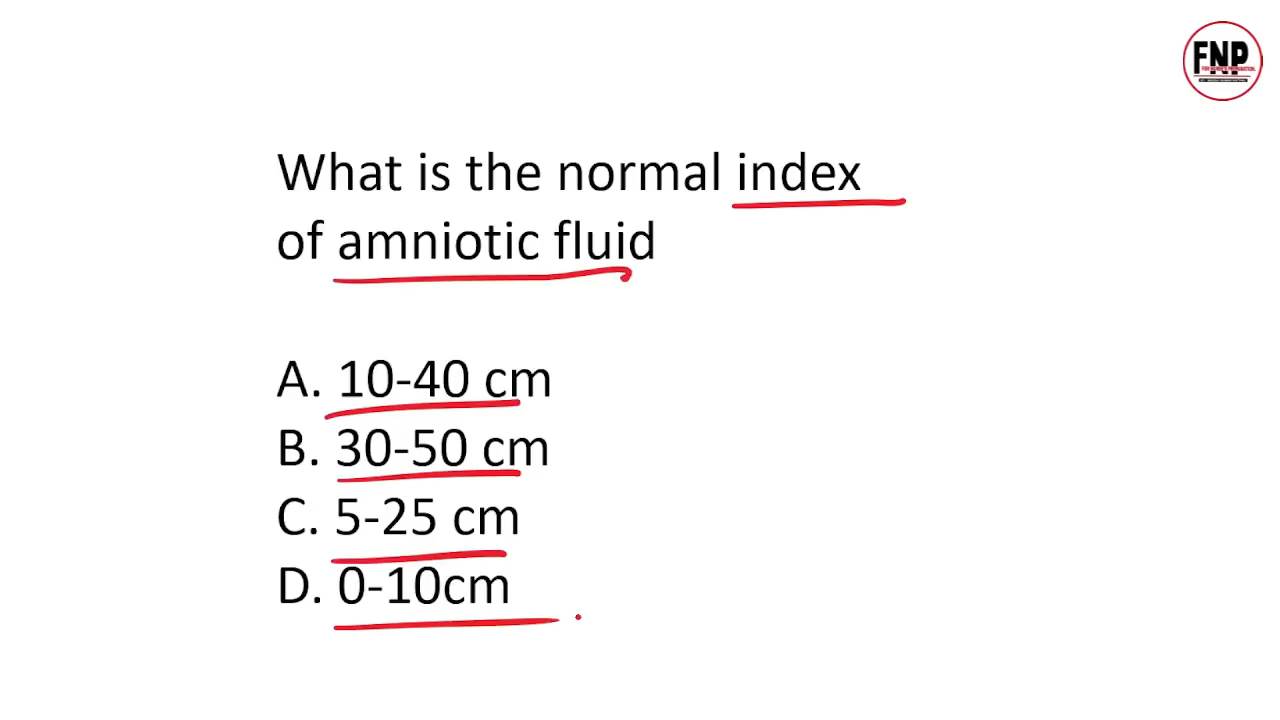 FNP
What is the normal index
of amniotic fluid
A. 10-40 cm
B. 30-50 cm
C. 5-25 cm
D. 0-10cm